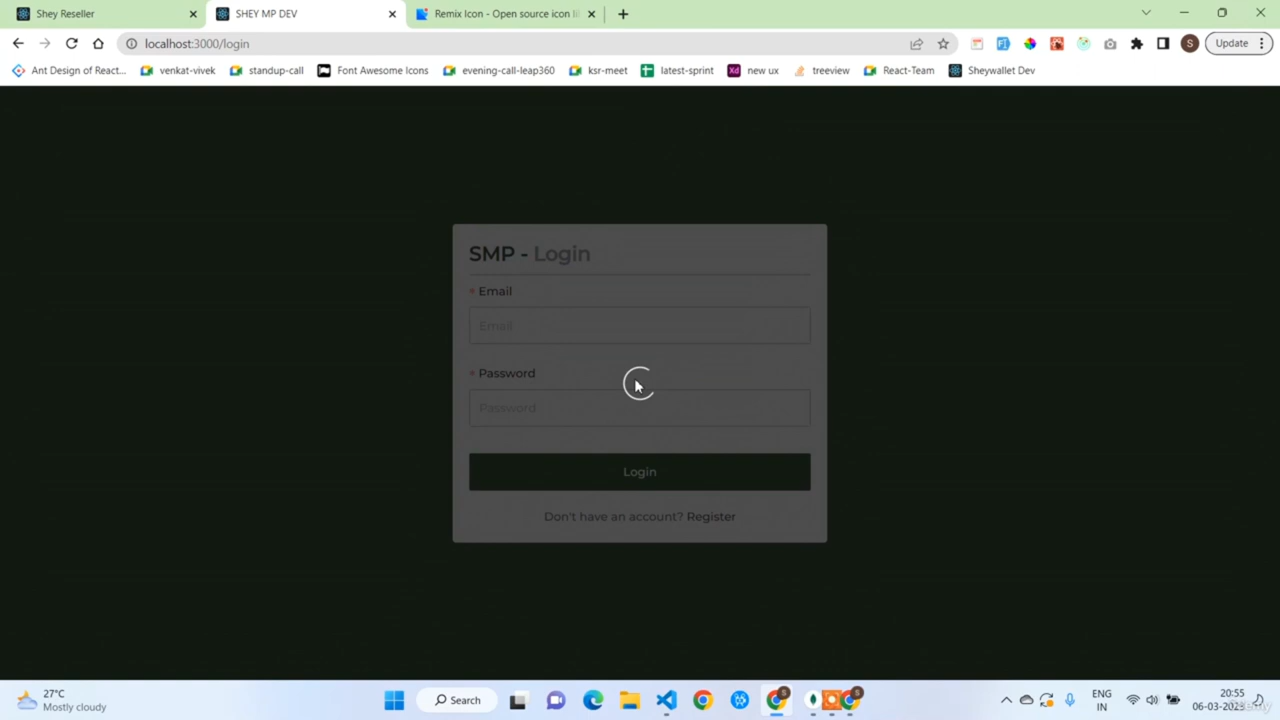 Shey Reseller
SHEY MP DEV
Remix Icon - Open source icon li
localhost:3000/login
S
Update
Ant Design of React...
venkat-vivek
standup-call
Font Awesome Icons
evening-call-leap360
ksr-meet
latest-sprint
Xd
new ux
treeview
React-Team
Sheywallet Dev
SMP - Login
* Email
Email
* Password
Password
Login
Don't have an account? Register
27°C
Mostly cloudy
Search
ENG
IN
20:55
06-03-2023